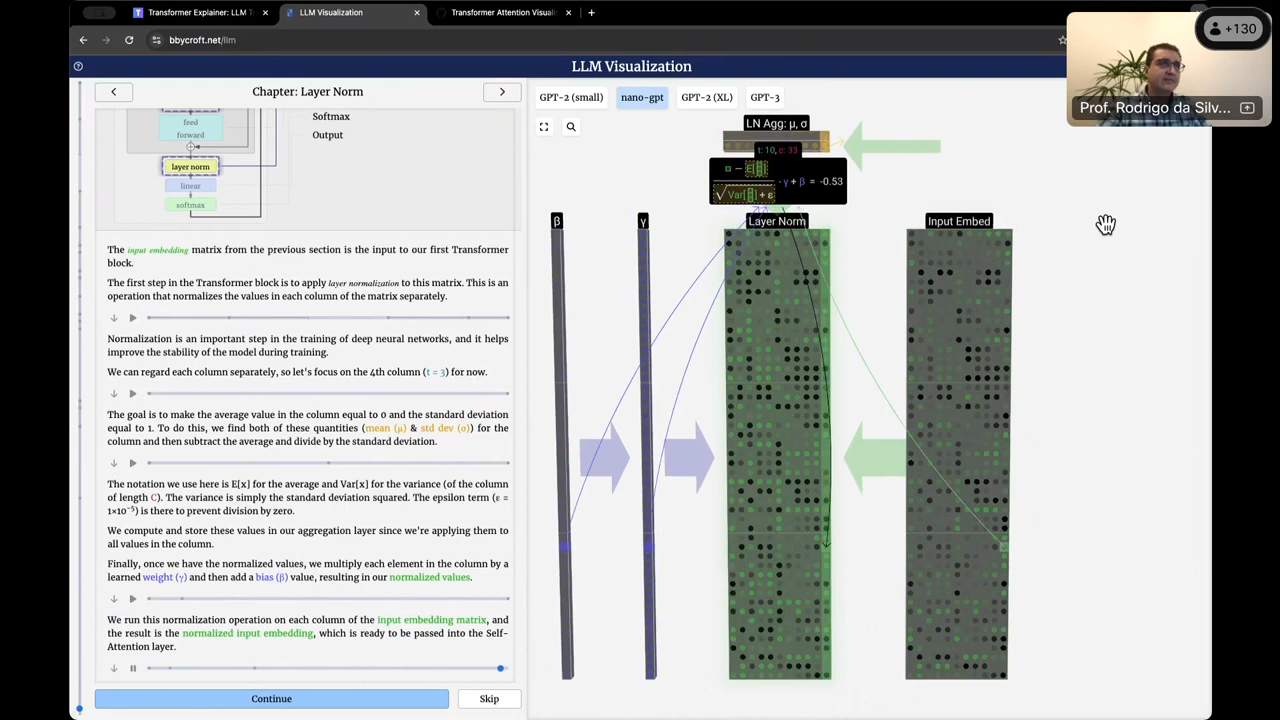 Transformer Explainer: LLM T
LLM Visualization
Transformer Attention Visuali
bbycroft.net/llm
+130
Prof. Rodrigo da Silv...
LLM Visualization
Chapter: Layer Norm
feed
forward
layer norm
linear
softmax
Softmax
Output
The input embedding matrix from the previous section is the input to our first Transformer
block.
The first step in the Transformer block is to apply layer normalization to this matrix. This is an
operation that normalizes the values in each column of the matrix separately.
Normalization is an important step in the training of deep neural networks, and it helps
improve the stability of the model during training.
We can regard each column separately, so let's focus on the 4th column (t = 3) for now.
The goal is to make the average value in the column equal to 0 and the standard deviation
equal to 1. To do this, we find both of these quantities (mean (μ) & std dev (σ)) for the
column and then subtract the average and divide by the standard deviation.
The notation we use here is E[x] for the average and Var[x] for the variance (of the column
of length C). The variance is simply the standard deviation squared. The epsilon term (ε =
1×10⁻⁵) is there to prevent division by zero.
We compute and store these values in our aggregation layer since we're applying them to
all values in the column.
Finally, once we have the normalized values, we multiply each element in the column by a
learned weight (γ) and then add a bias (β) value, resulting in our normalized values.
We run this normalization operation on each column of the input embedding matrix, and
the result is the normalized input embedding, which is ready to be passed into the Self-
Attention layer.
Continue
Skip
GPT-2 (small)
nano-gpt
GPT-2 (XL)
GPT-3
LN Agg: μ, σ
t: 10, c: 33
− E[ ]
√ Var[ ] + ε
· γ + β = -0.53
β
γ
Layer Norm
Input Embed